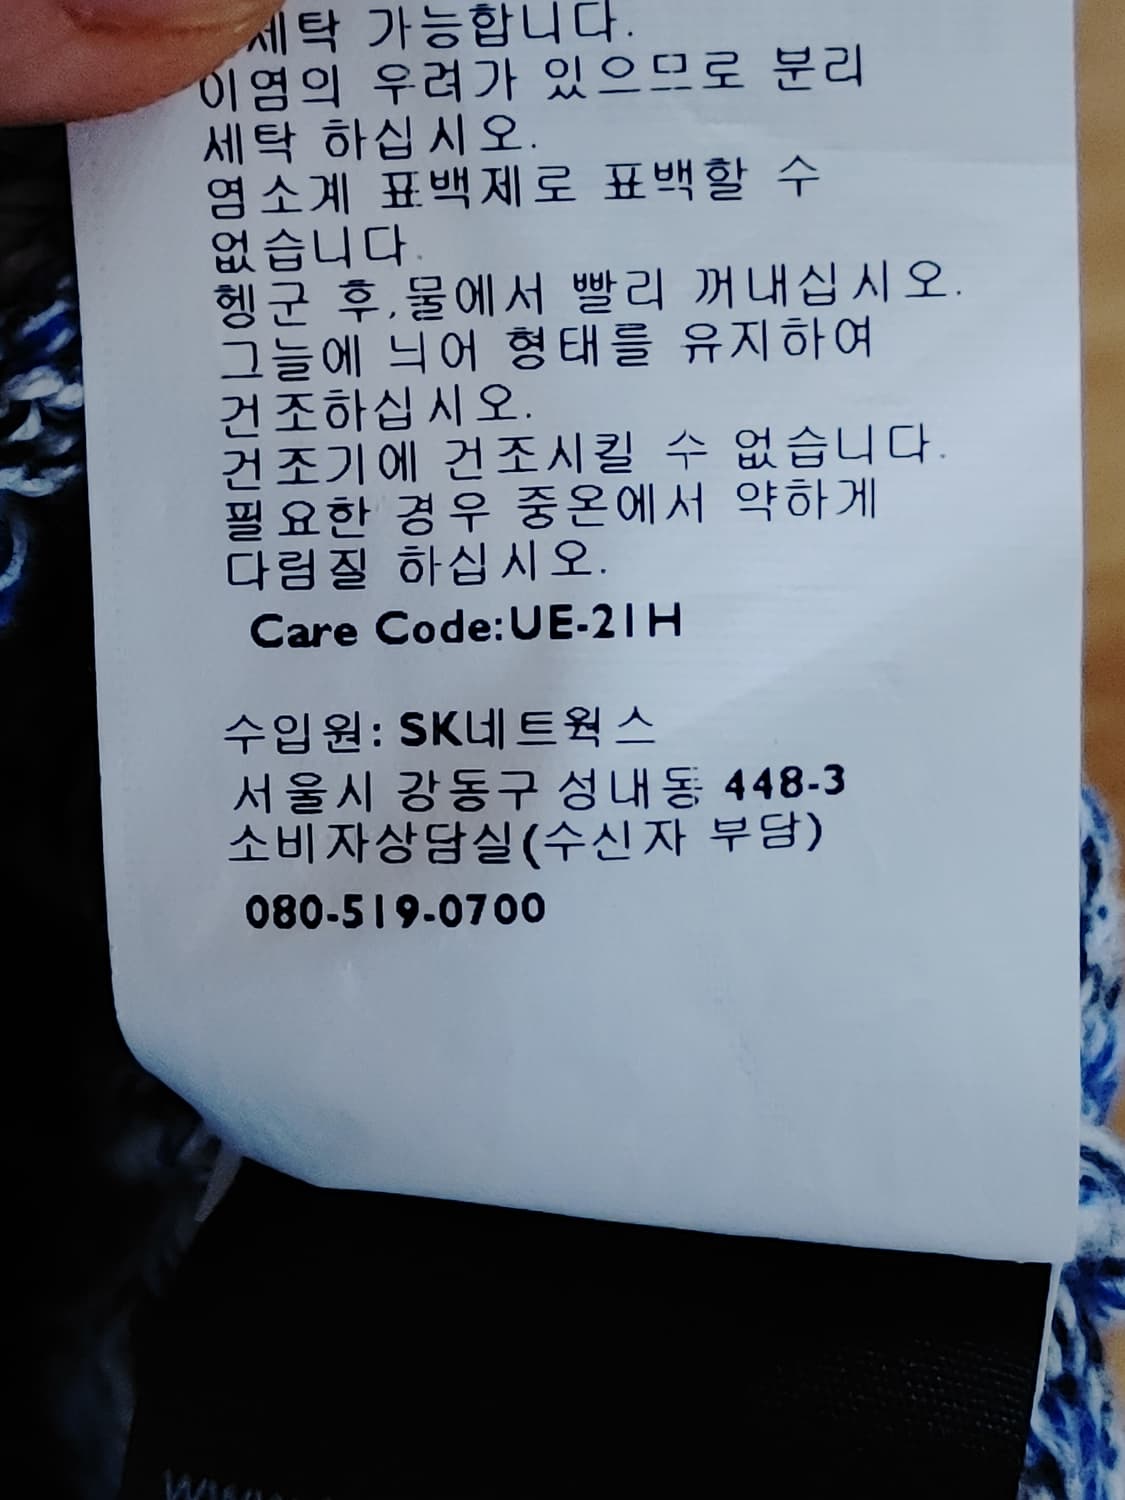 세탁 가능합니다.
이염의 우려가 있으므로 분리
세탁 하십시오.
염소계 표백제로 표백할 수
없습니다.
헹군 후,물에서 빨리 꺼내십시오.
그늘에 늬어 형태를 유지하여
건조하십시오.
건조기에 건조시킬 수 없습니다.
필요한 경우 중온에서 약하게
다림질 하십시오.
Care Code:UE-21H
수입원: SK네트웍스
서울시 강동구 성내동 448-3
소비자상담실(수신자 부담)
080-519-0700